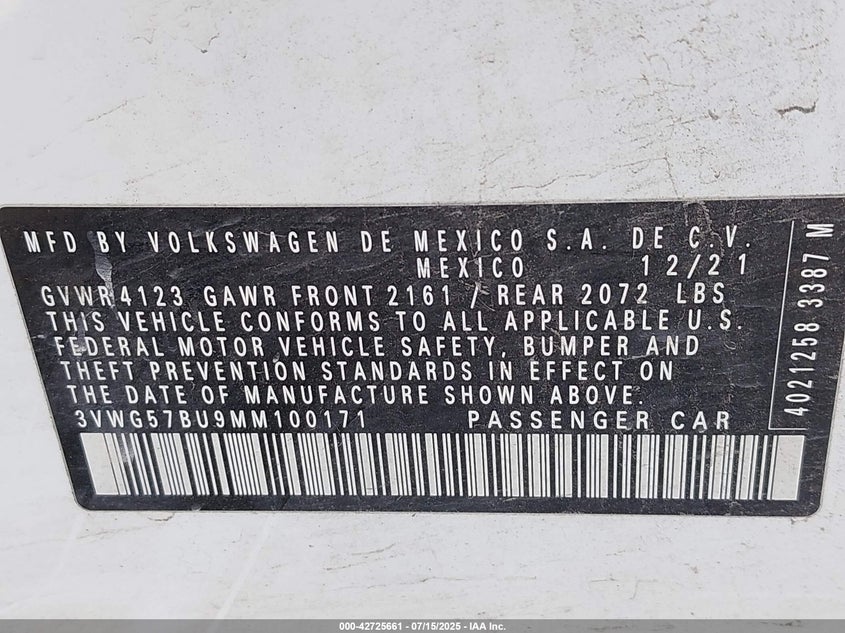 MFD BY VOLKSWAGEN DE MEXICO S.A. DE C.V.
MEXICO 12/21
GVWR 4123 GAWR FRONT 2161 / REAR 2072 LBS
THIS VEHICLE CONFORMS TO ALL APPLICABLE U.S.
FEDERAL MOTOR VEHICLE SAFETY, BUMPER AND
THEFT PREVENTION STANDARDS IN EFFECT ON
THE DATE OF MANUFACTURE SHOWN ABOVE.
3VWG57BU9MM100171 PASSENGER CAR
4021258 3387 M
000-42725661 / 07/15/2025 - IAA Inc.